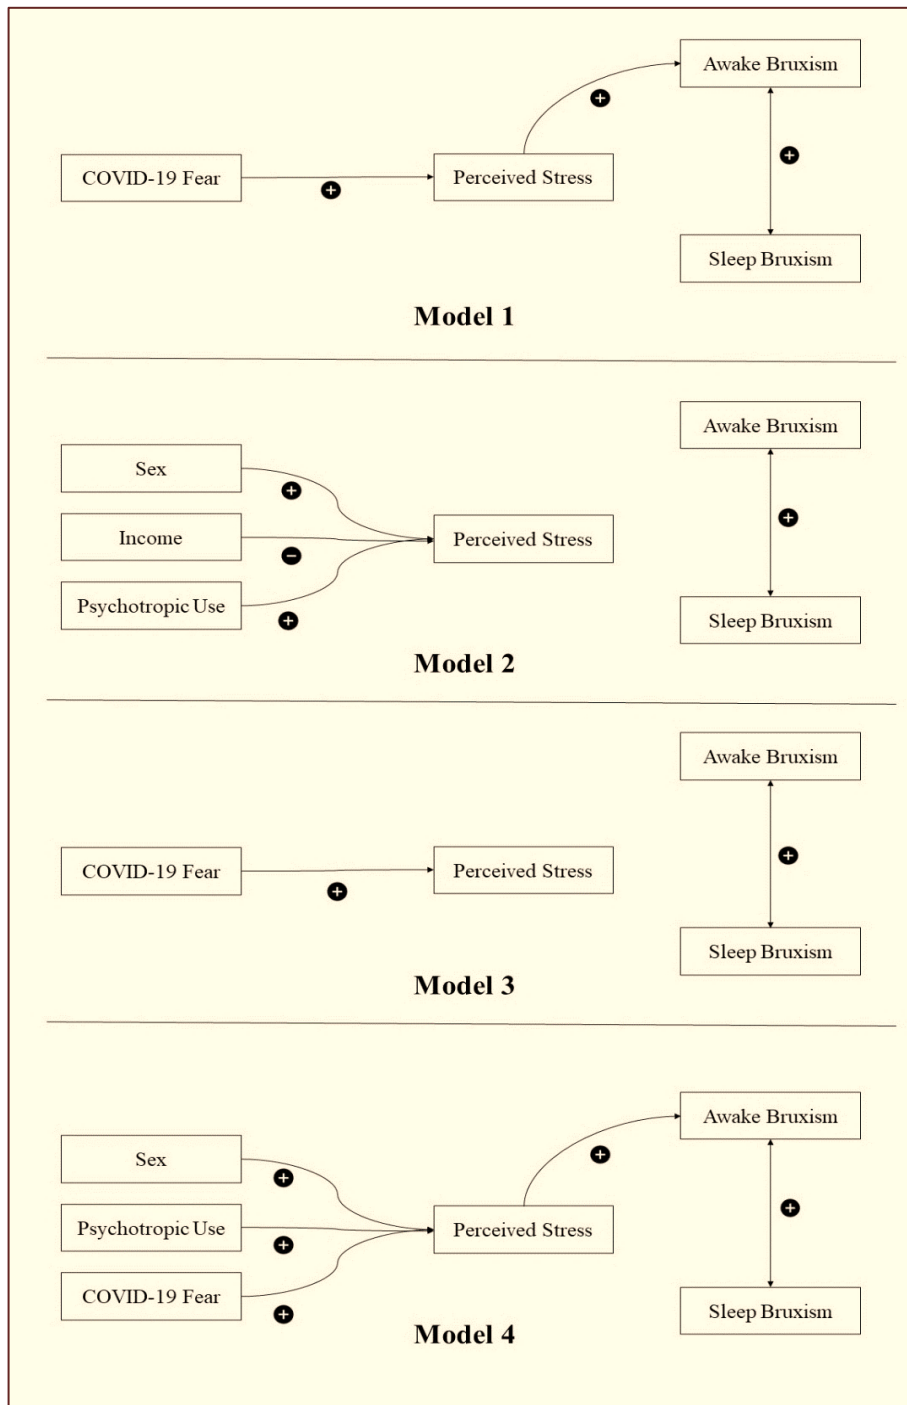 Awake Bruxism
+
COVID-19 Fear
+
Perceived Stress
+
Sleep Bruxism
Model 1
Awake Bruxism
Sex
+
+
Income
−
Perceived Stress
Psychotropic Use
+
Sleep Bruxism
Model 2
Awake Bruxism
+
COVID-19 Fear
+
Perceived Stress
Sleep Bruxism
Model 3
Awake Bruxism
Sex
+
+
Psychotropic Use
+
Perceived Stress
+
COVID-19 Fear
+
Sleep Bruxism
Model 4